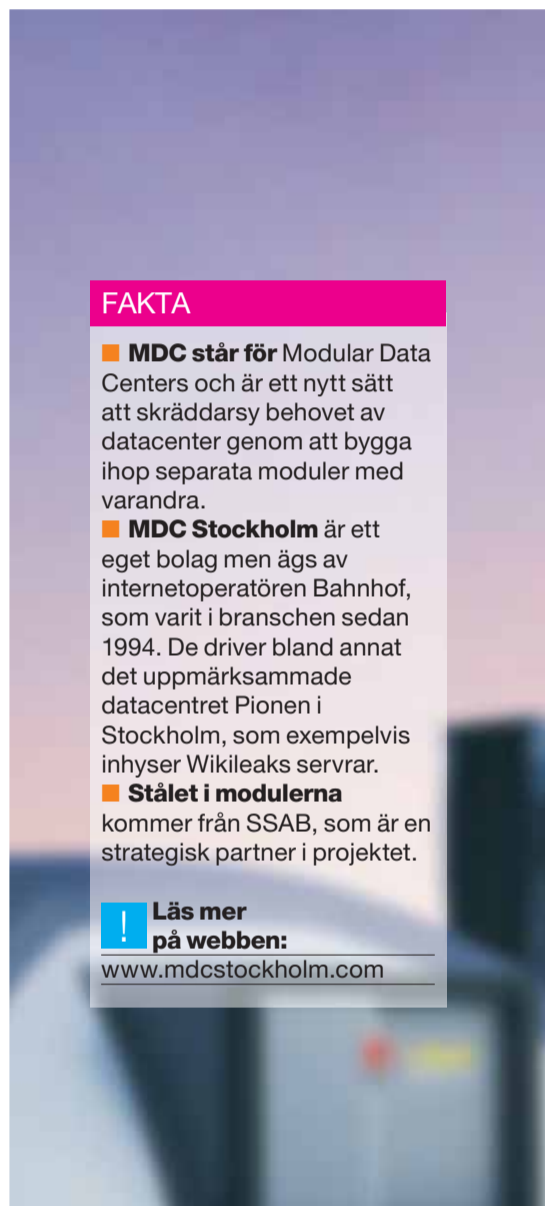 FAKTA
■ MDC står för Modular Data
Centers och är ett nytt sätt
att skräddarsy behovet av
datacenter genom att bygga
ihop separata moduler med
varandra.
■ MDC Stockholm är ett
eget bolag men ägs av
internetoperatören Bahnhof,
som varit i branschen sedan
1994. De driver bland annat
det uppmärksammade
datacentret Pionen i
Stockholm, som exempelvis
inhyser Wikileaks servrar.
■ Stålet i modulerna
kommer från SSAB, som är en
strategisk partner i projektet.
! Läs mer
på webben:
www.mdcstockholm.com